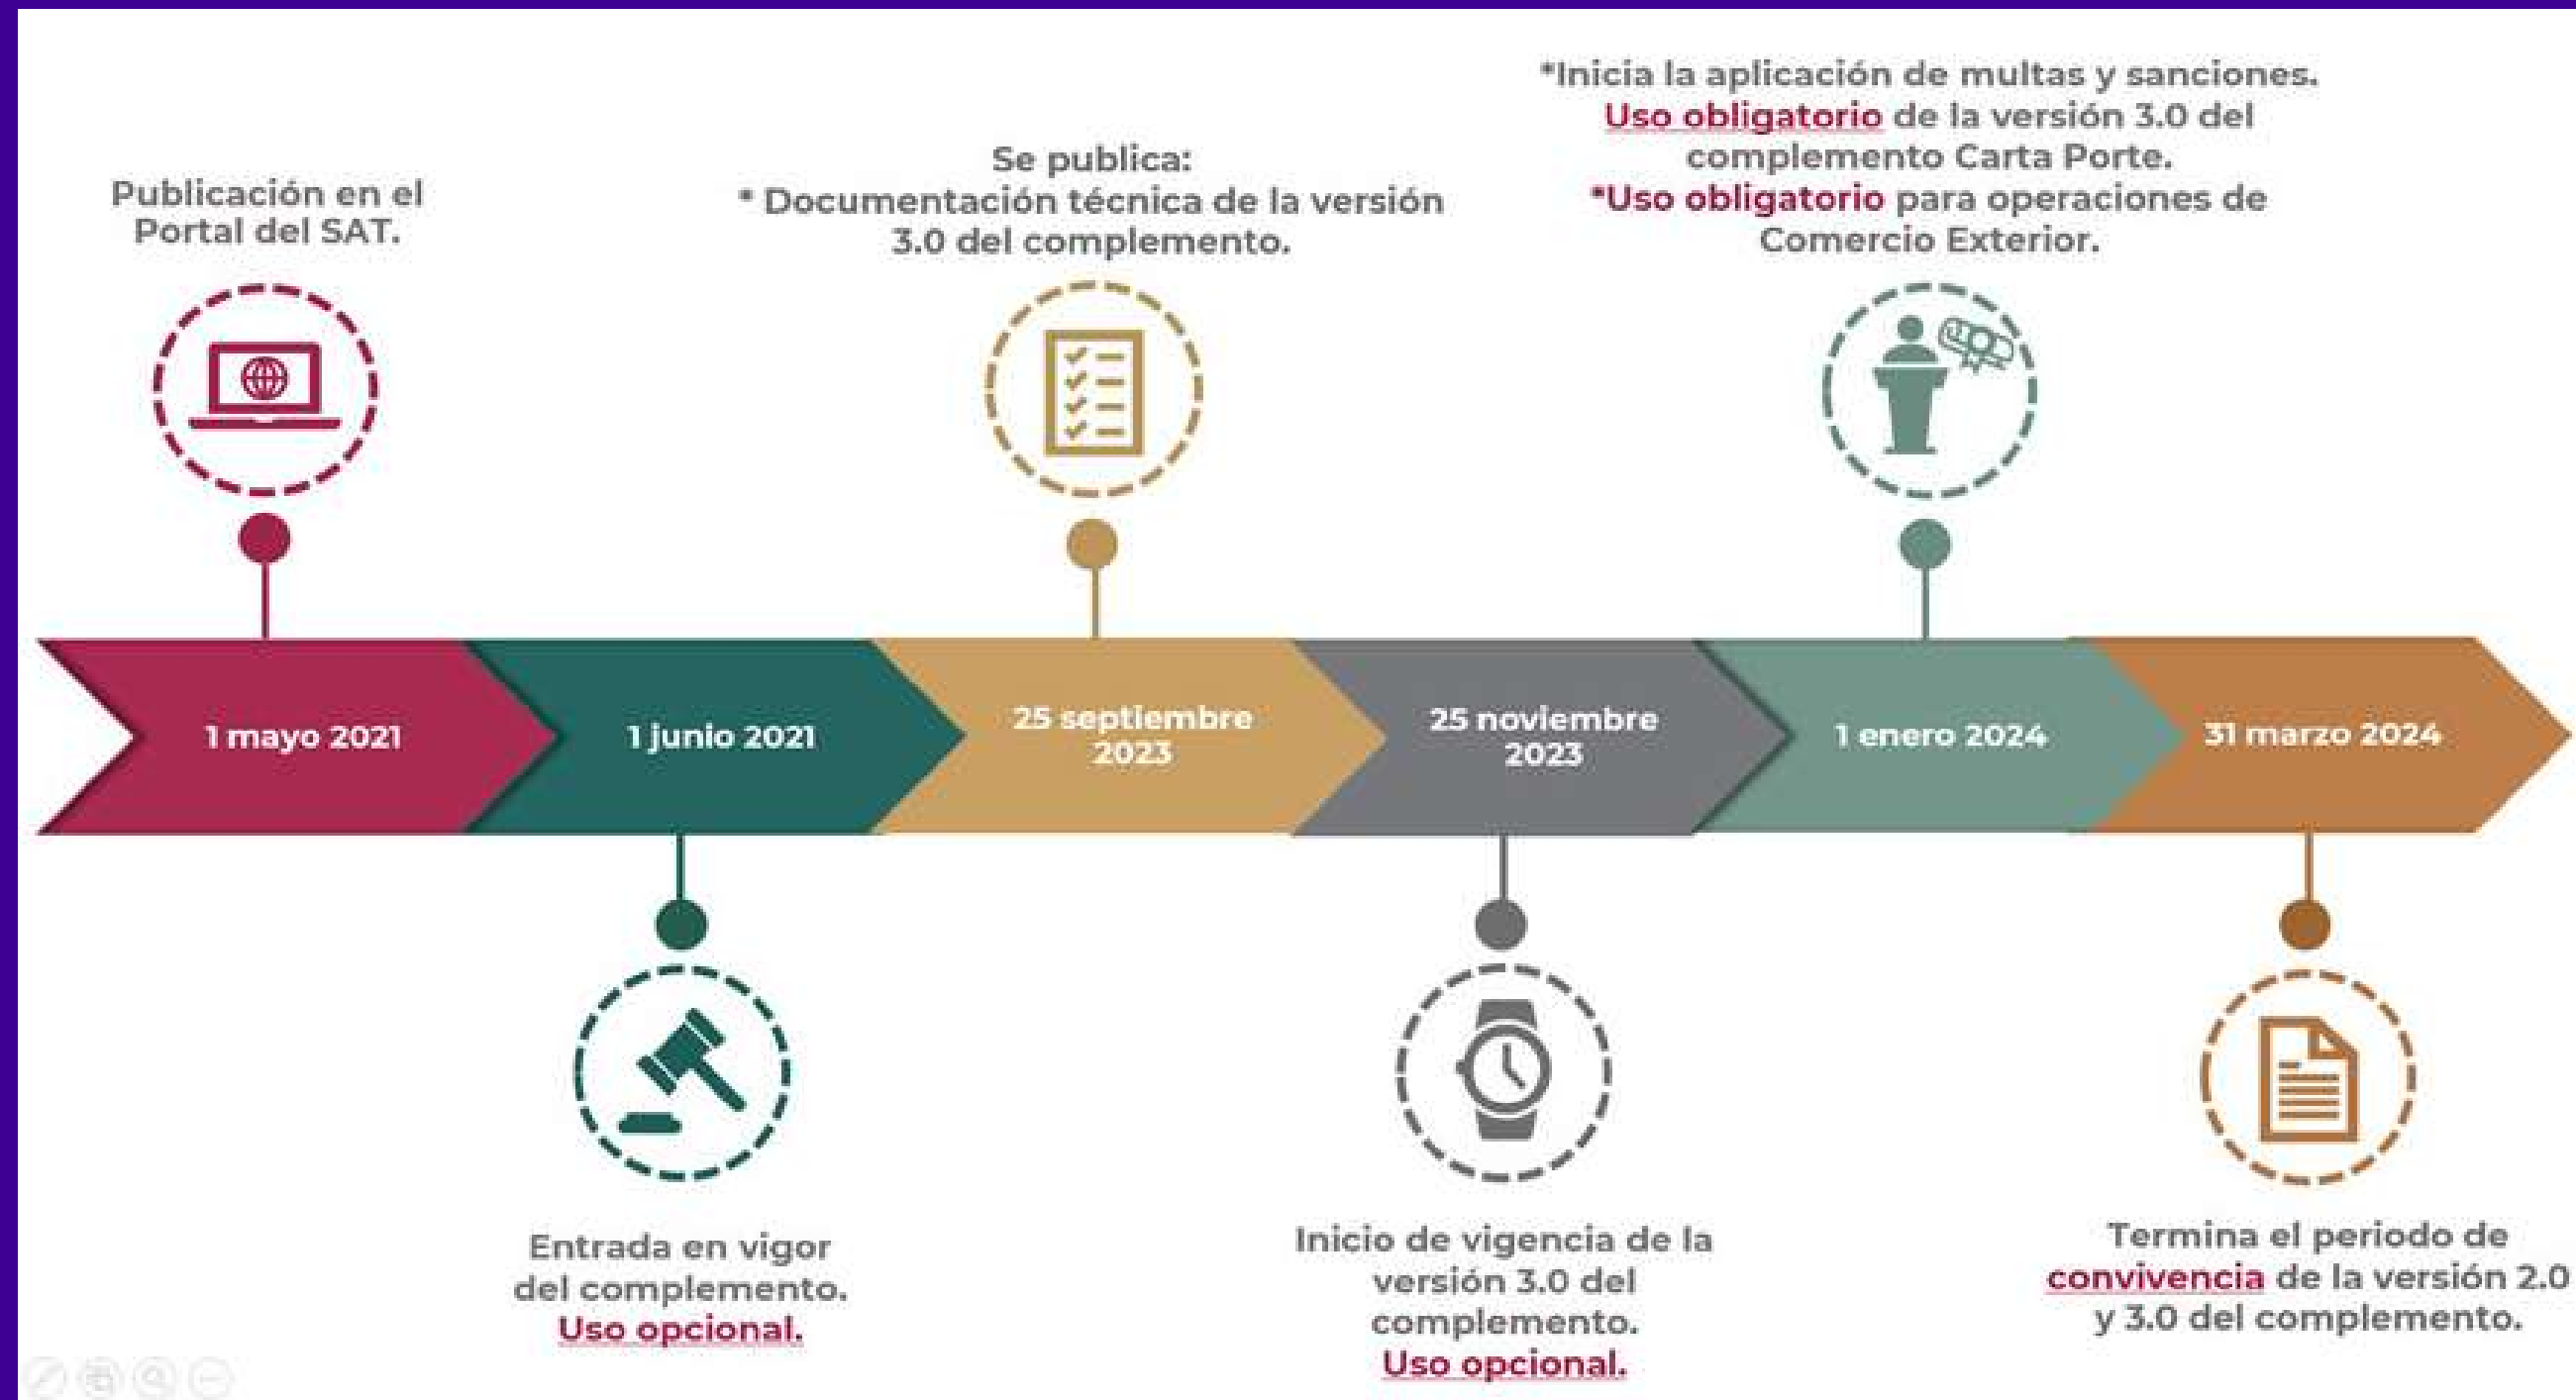 Publicación en el
Portal del SAT.
Se publica:
* Documentación técnica de la versión
3.0 del complemento.
*Inicia la aplicación de multas y sanciones.
Uso obligatorio de la versión 3.0 del
complemento Carta Porte.
*Uso obligatorio para operaciones de
Comercio Exterior.
1 mayo 2021
1 junio 2021
25 septiembre
2023
25 noviembre
2023
1 enero 2024
31 marzo 2024
Entrada en vigor
del complemento.
Uso opcional.
Inicio de vigencia de la
versión 3.0 del
complemento.
Uso opcional.
Termina el periodo de
convivencia de la versión 2.0
y 3.0 del complemento.